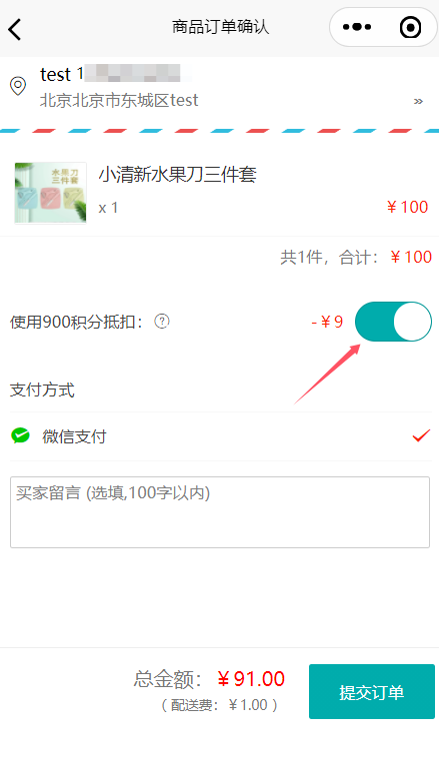 商品订单确认
test 1
北京北京市东城区test
»
水果刀
三件套
小清新水果刀三件套
x 1
￥100
共1件，合计：￥100
使用900积分抵扣： ?
-￥9
支付方式
微信支付
买家留言 (选填,100字以内)
总金额：￥91.00
（ 配送费：￥1.00 ）
提交订单